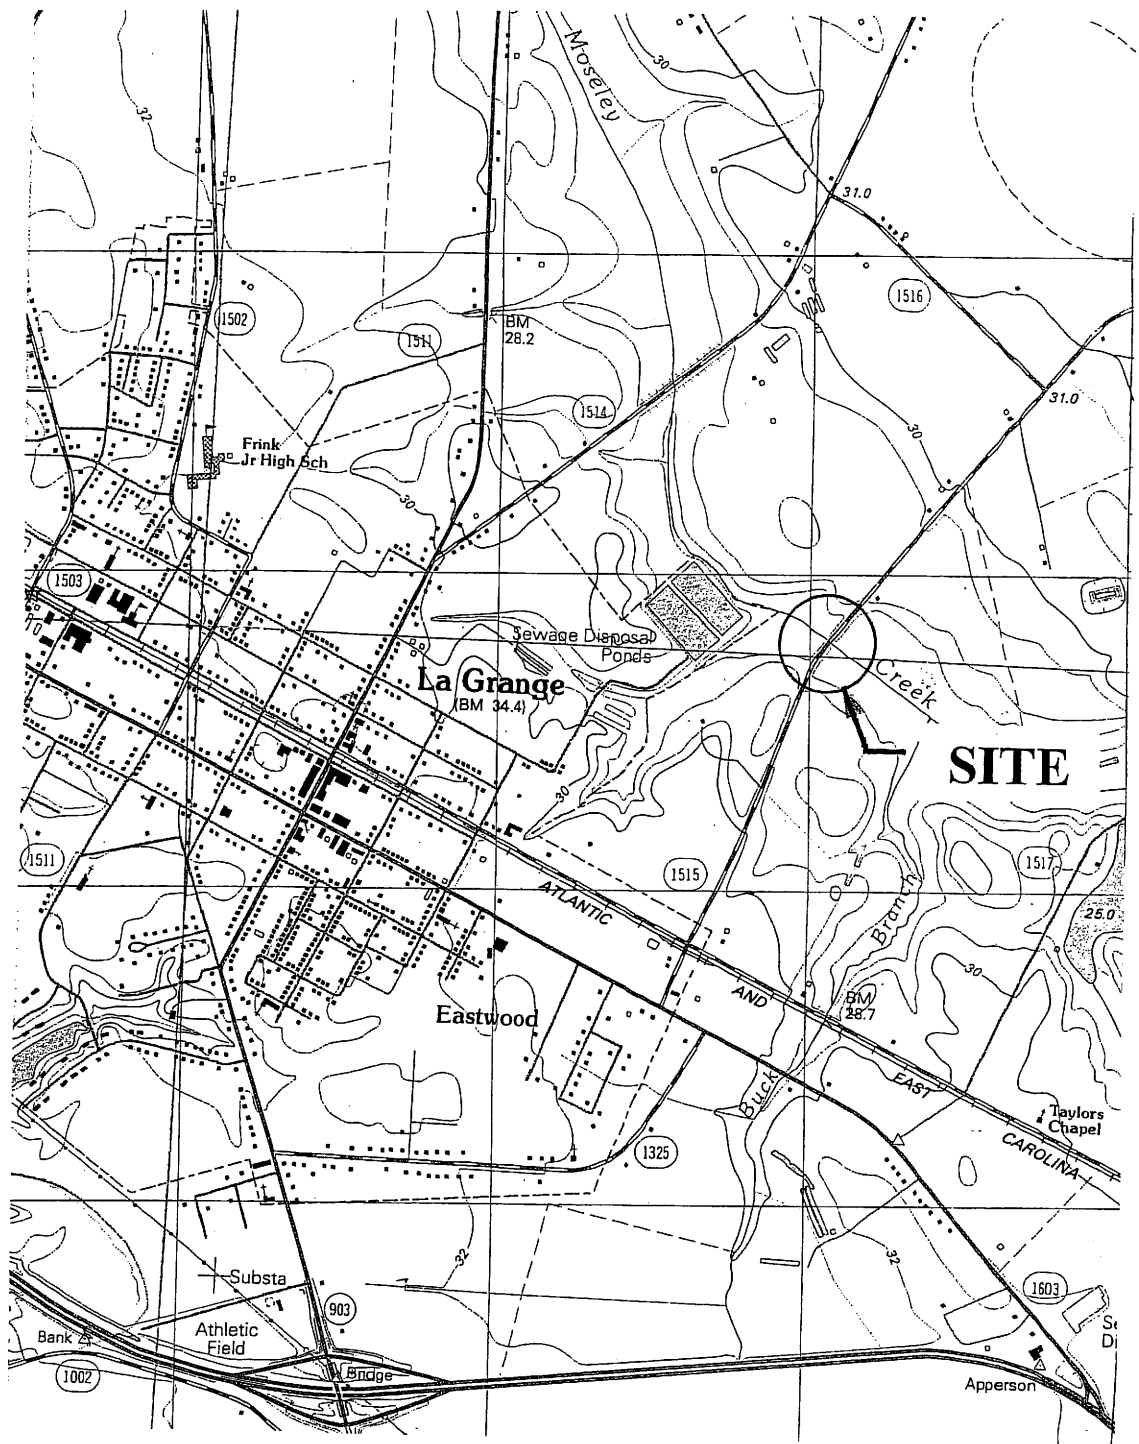 Moseley
30
32
31.0
1516
1502
1511
BM
28.2
1514
31.0
30
Frink
Jr High Sch
30
1503
Sewage Disposal
Ponds
La Grange
(BM 34.4)
Creek
SITE
30
1511
1515
1517
ATLANTIC
Branch
25.0
30
AND
BM
28.7
Eastwood
EAST
Buck
Taylors
Chapel
CAROLINA
1325
32
32
Substa
903
1603
Athletic
Field
Bank
Bridge
1002
Apperson